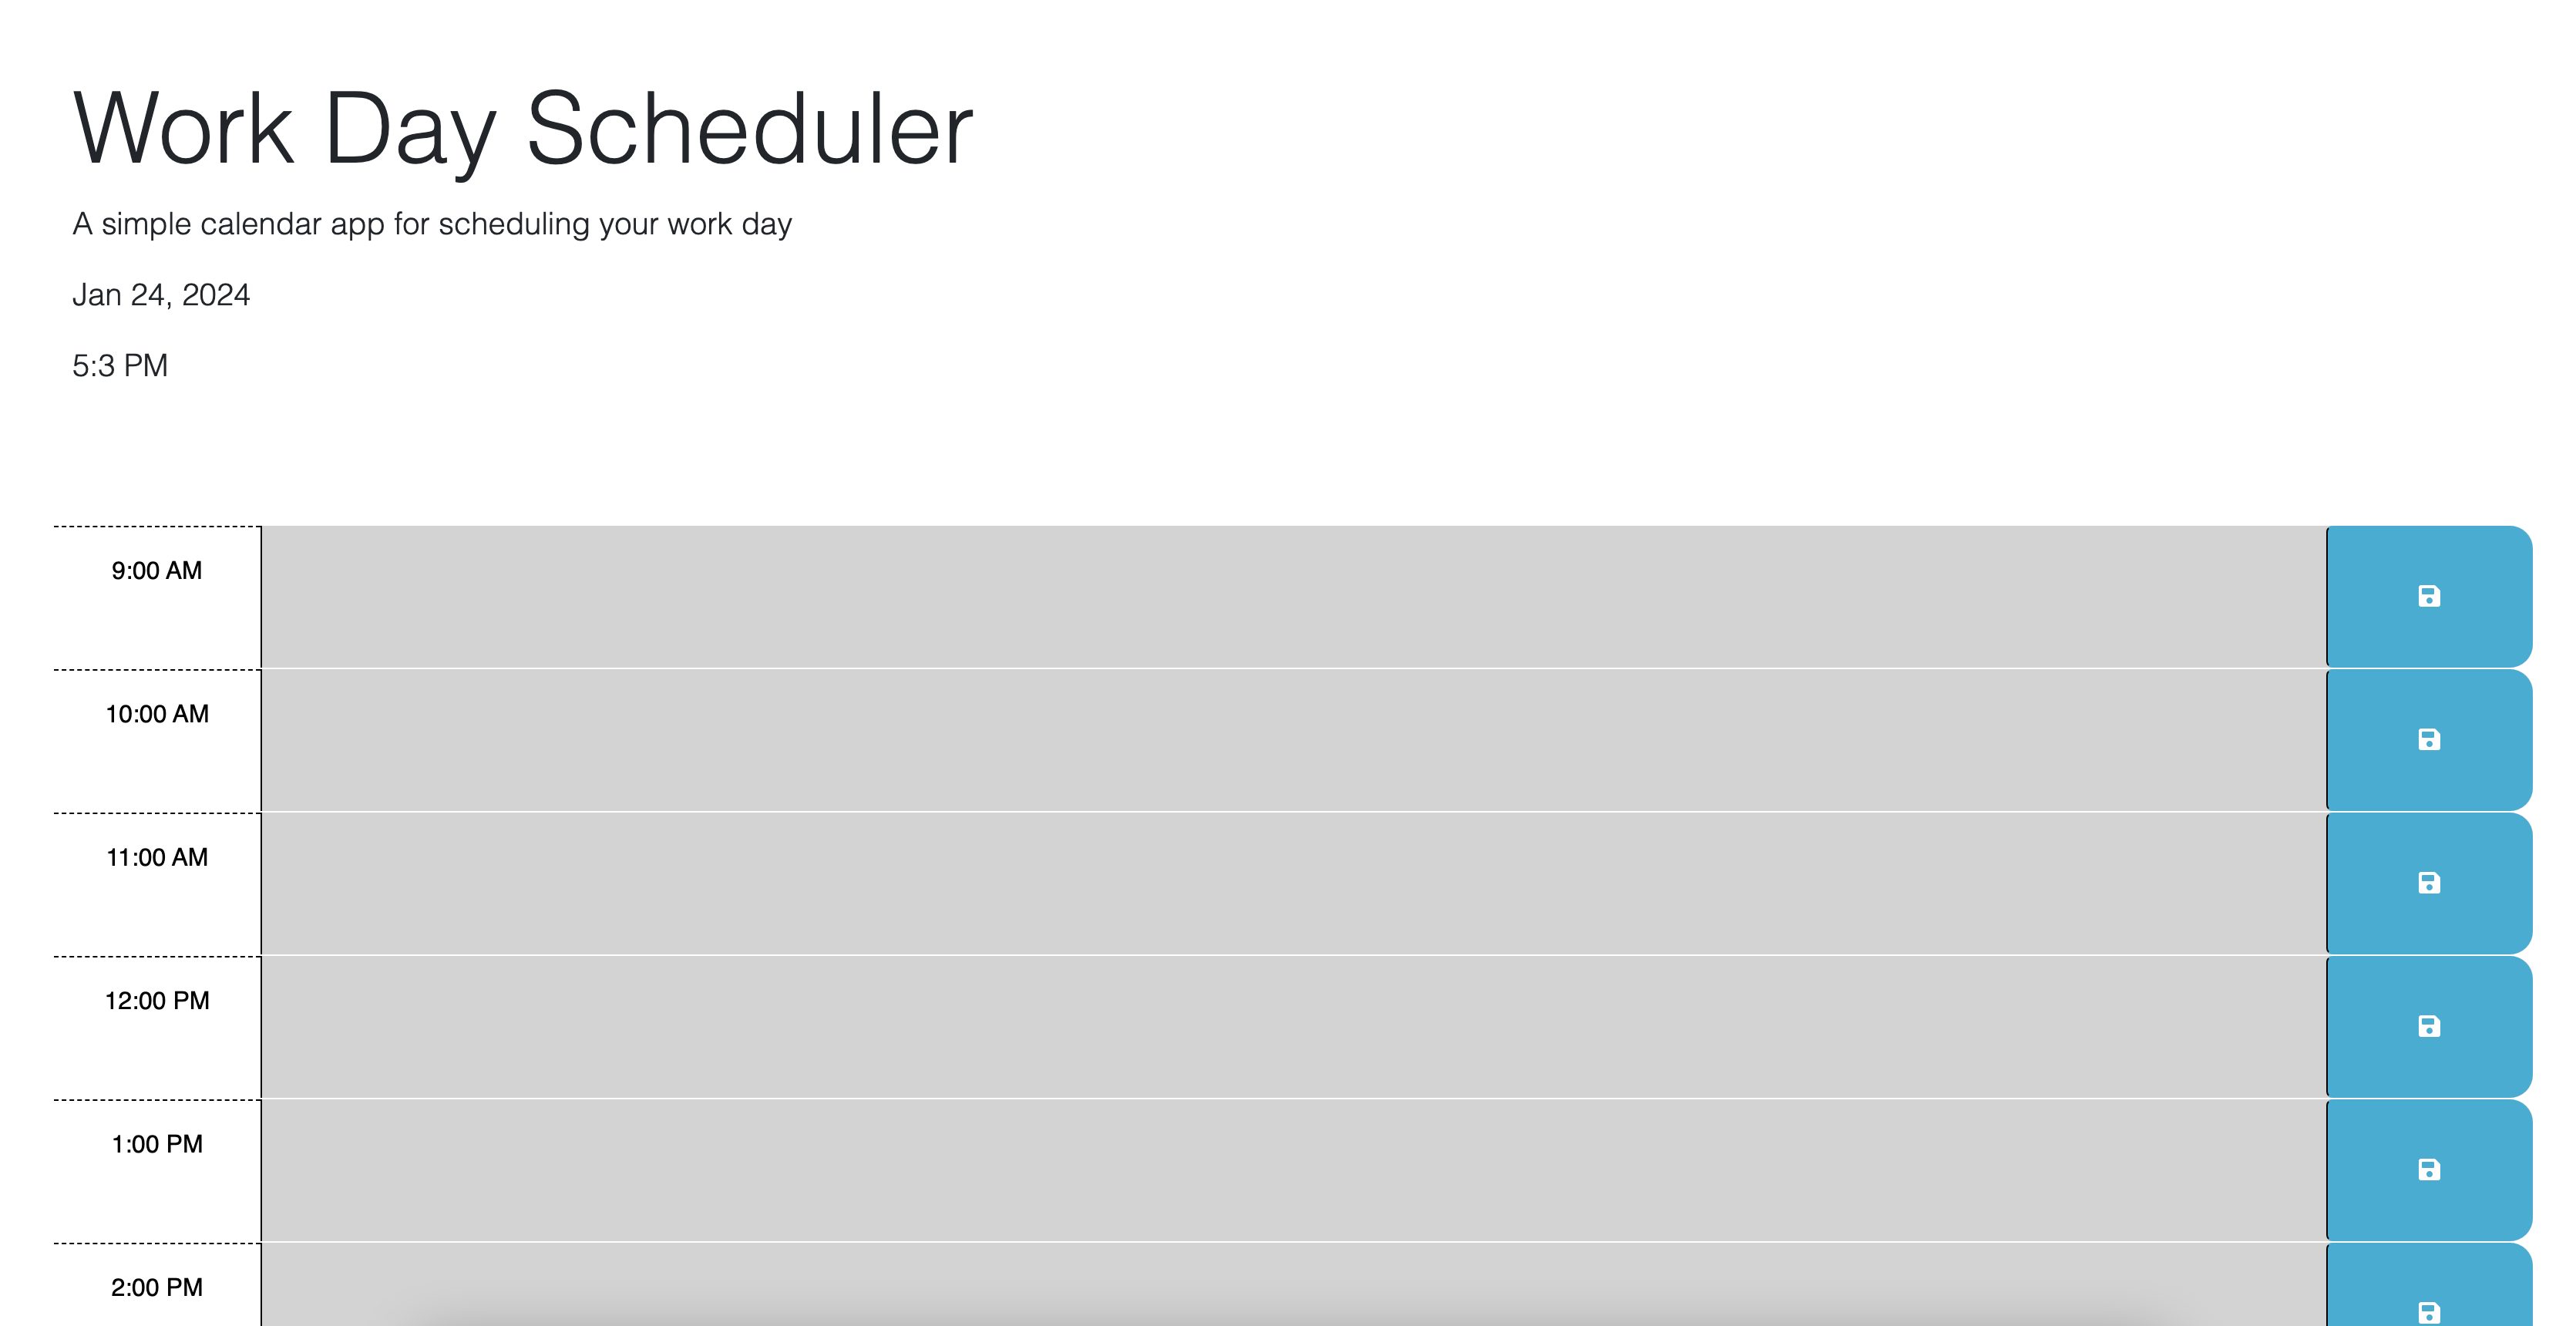 Work Day Scheduler
A simple calendar app for scheduling your work day
Jan 24, 2024
5:3 PM
9:00 AM
10:00 AM
11:00 AM
12:00 PM
1:00 PM
2:00 PM